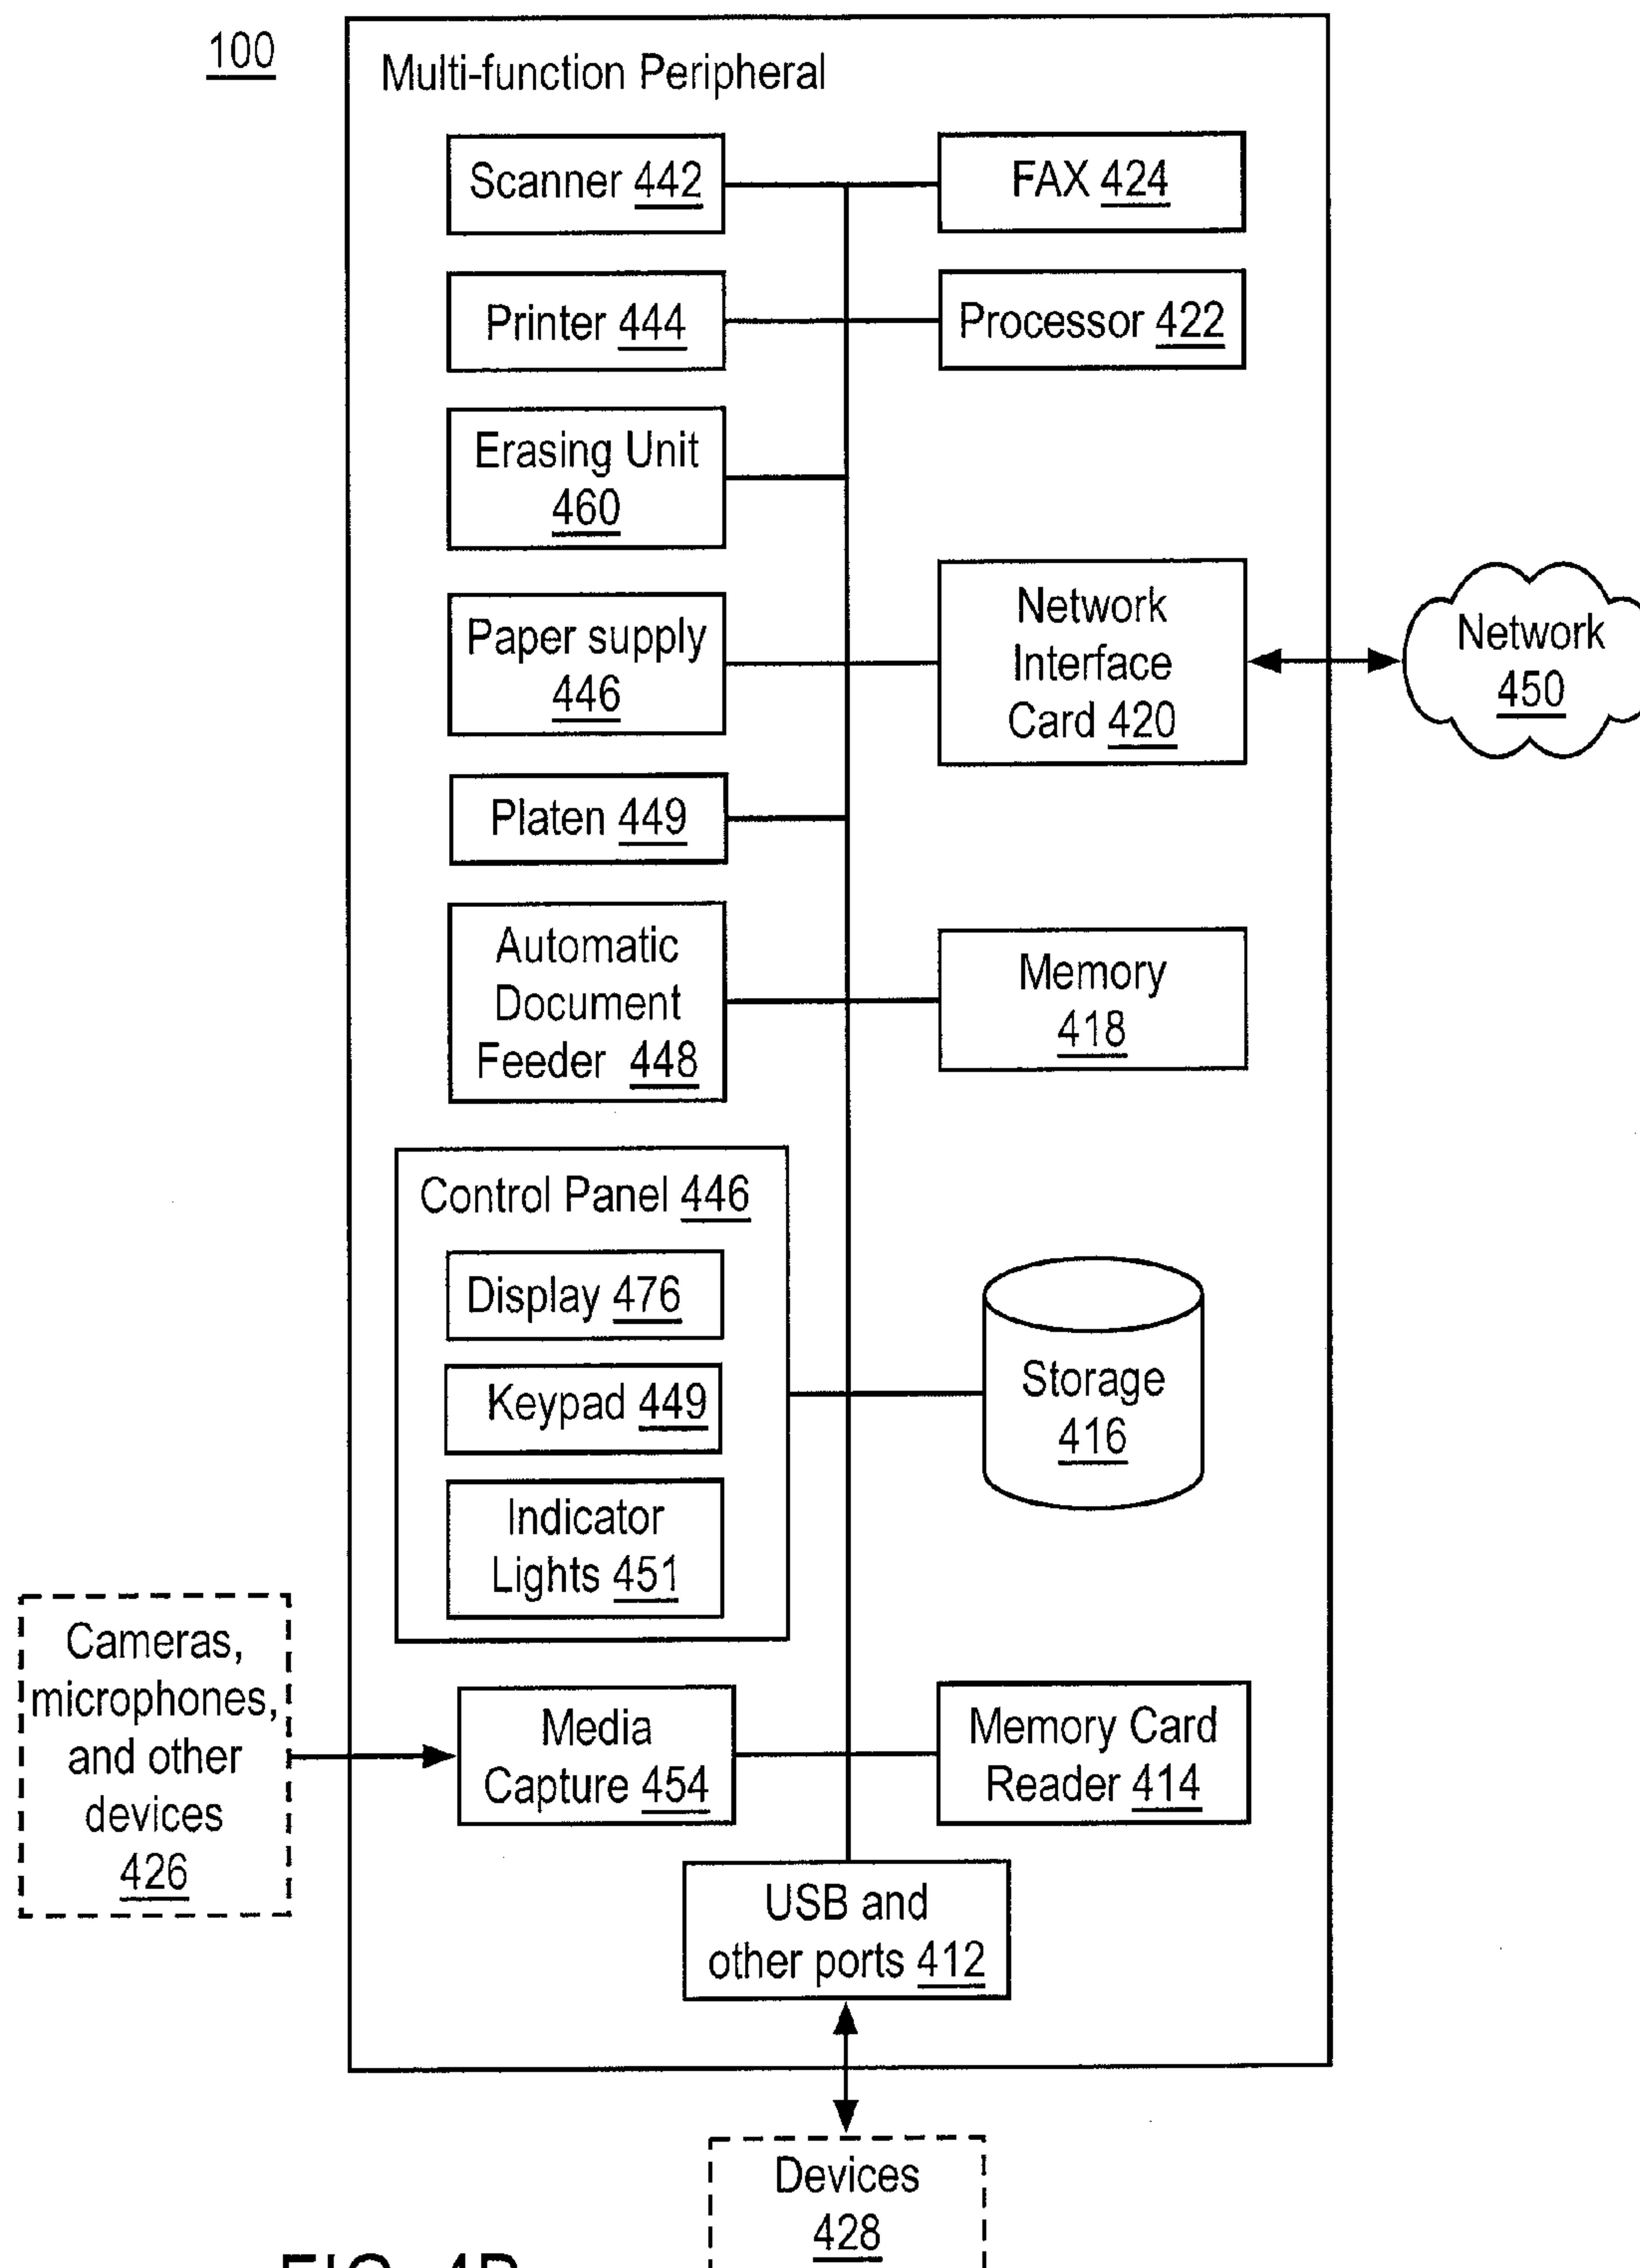 100
Multi-function Peripheral
Scanner 442
FAX 424
Printer 444
Processor 422
Erasing Unit
460
Paper supply
446
Network
Interface
Card 420
Network
450
Platen 449
Automatic
Document
Feeder 448
Memory
418
Control Panel 446
Display 476
Keypad 449
Indicator
Lights 451
Storage
416
Cameras,
microphones,
and other
devices
426
Media
Capture 454
Memory Card
Reader 414
USB and
other ports 412
Devices
428